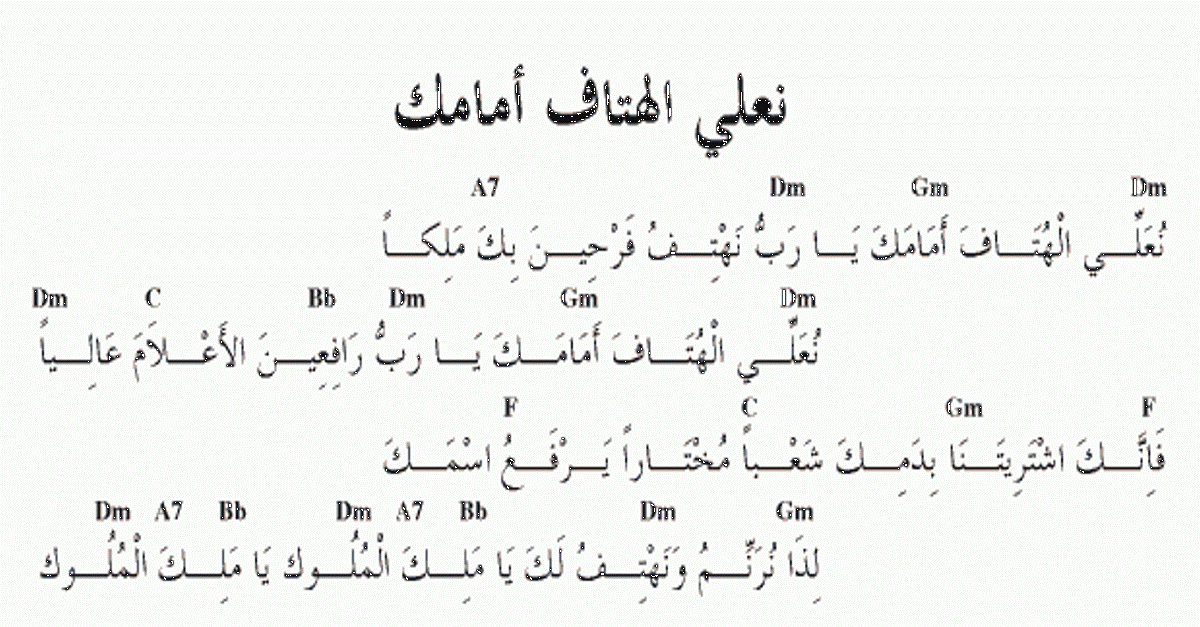 نعلي الهتاف أمامك
Dm Gm Dm A7
نُعَلِّــي الْهُتَــافَ أَمَامَكَ يَــا رَبُّ نَهْتِــفُ فَرْحِيــنَ بِكَ مَلِكــاً
Dm Gm Dm Bb C Dm
نُعَلِّــي الْهُتَــافَ أَمَامَــكَ يَــا رَبُّ رَافِعِيــنَ الأَعْــلاَمَ عَالِــياً
F Gm C F
فَإِنَّــكَ اشْتَرِيتَــنَا بِدَمِــكَ شَعْــباً مُخْتَــاراً يَــرْفَــعُ اسْمَــكَ
Gm Dm Bb A7 Dm Bb A7 Dm
لِذَا نُرَنِّــمُ وَنَهْتِــفُ لَكَ يَا مَلِــكَ الْمُلُــوك يَا مَلِــكَ الْمُلُــوك